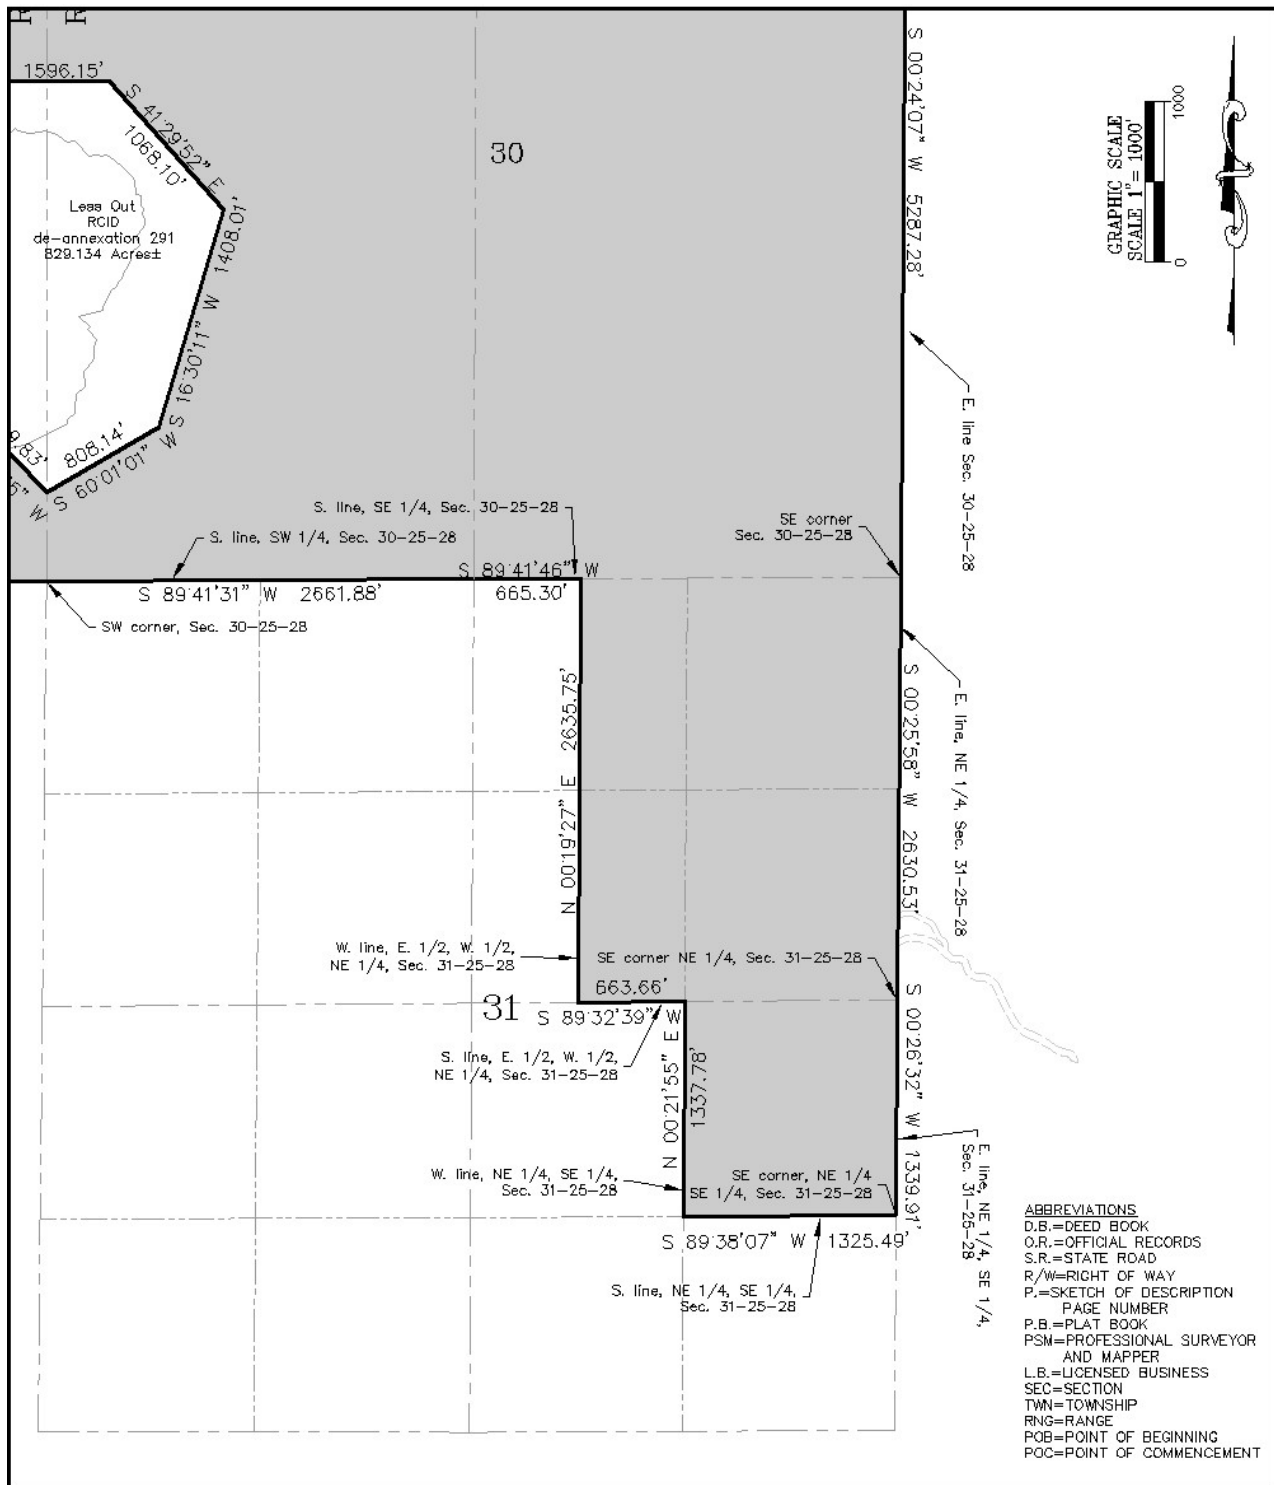 R
R
1596.15'
S 41°29'52" E
1068.10'
30
Less Out
RCID
de-annexation 291
829.134 Acres±
S 16°30'11" W 1408.01'
808.14'
S 60°01'01" W
9.83'
5" W
S 00°24'07" W 5287.28'
GRAPHIC SCALE
SCALE 1" = 1000'
0
1000
E. line Sec. 30-25-28
S. line, SE 1/4, Sec. 30-25-28
S. line, SW 1/4, Sec. 30-25-28
SE corner
Sec. 30-25-28
S 89°41'46" W
665.30'
S 89°41'31" W 2661.88'
SW corner, Sec. 30-25-28
N 00°19'27" E 2635.75'
S 00°25'58" W 2630.53'
E. line, NE 1/4, Sec. 31-25-28
W. line, E. 1/2, W. 1/2,
NE 1/4, Sec. 31-25-28
SE corner NE 1/4, Sec. 31-25-28
663.66'
31
S 89°32'39" W
S. line, E. 1/2, W. 1/2,
NE 1/4, Sec. 31-25-28
N 00°21'55" E
1337.78'
S 00°26'32" W 1339.91'
W. line, NE 1/4, SE 1/4,
Sec. 31-25-28
SE corner, NE 1/4
SE 1/4, Sec. 31-25-28
E. line, NE 1/4, SE 1/4,
Sec. 31-25-28
S 89°38'07" W 1325.49'
S. line, NE 1/4, SE 1/4,
Sec. 31-25-28
ABBREVIATIONS
D.B.=DEED BOOK
O.R.=OFFICIAL RECORDS
S.R.=STATE ROAD
R/W=RIGHT OF WAY
P.=SKETCH OF DESCRIPTION
PAGE NUMBER
P.B.=PLAT BOOK
PSM=PROFESSIONAL SURVEYOR
AND MAPPER
L.B.=LICENSED BUSINESS
SEC=SECTION
TWN=TOWNSHIP
RNG=RANGE
POB=POINT OF BEGINNING
POC=POINT OF COMMENCEMENT